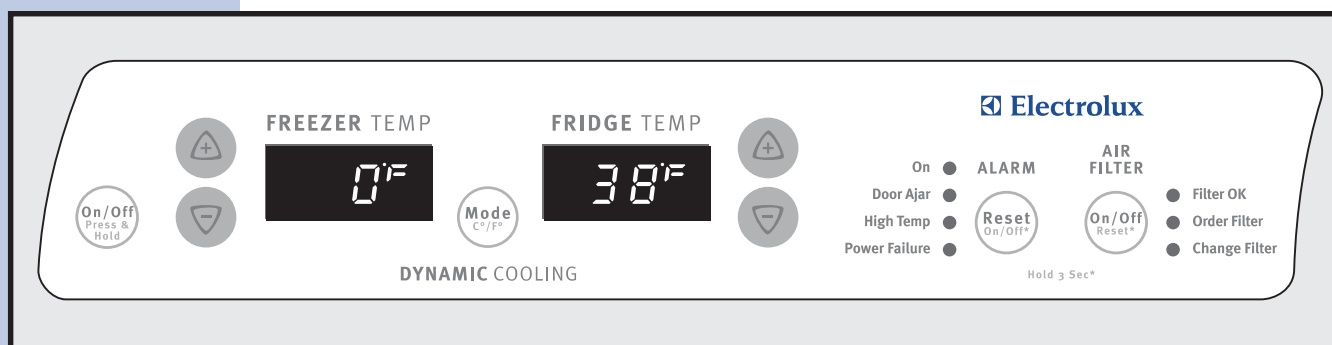 Electrolux
FREEZER TEMP
FRIDGE TEMP
0°F
38°F
On/Off
Press &
Hold
Mode
C°/F°
DYNAMIC COOLING
On
Door Ajar
High Temp
Power Failure
ALARM
Reset
On/Off*
AIR
FILTER
On/Off
Reset*
Filter OK
Order Filter
Change Filter
Hold 3 Sec*